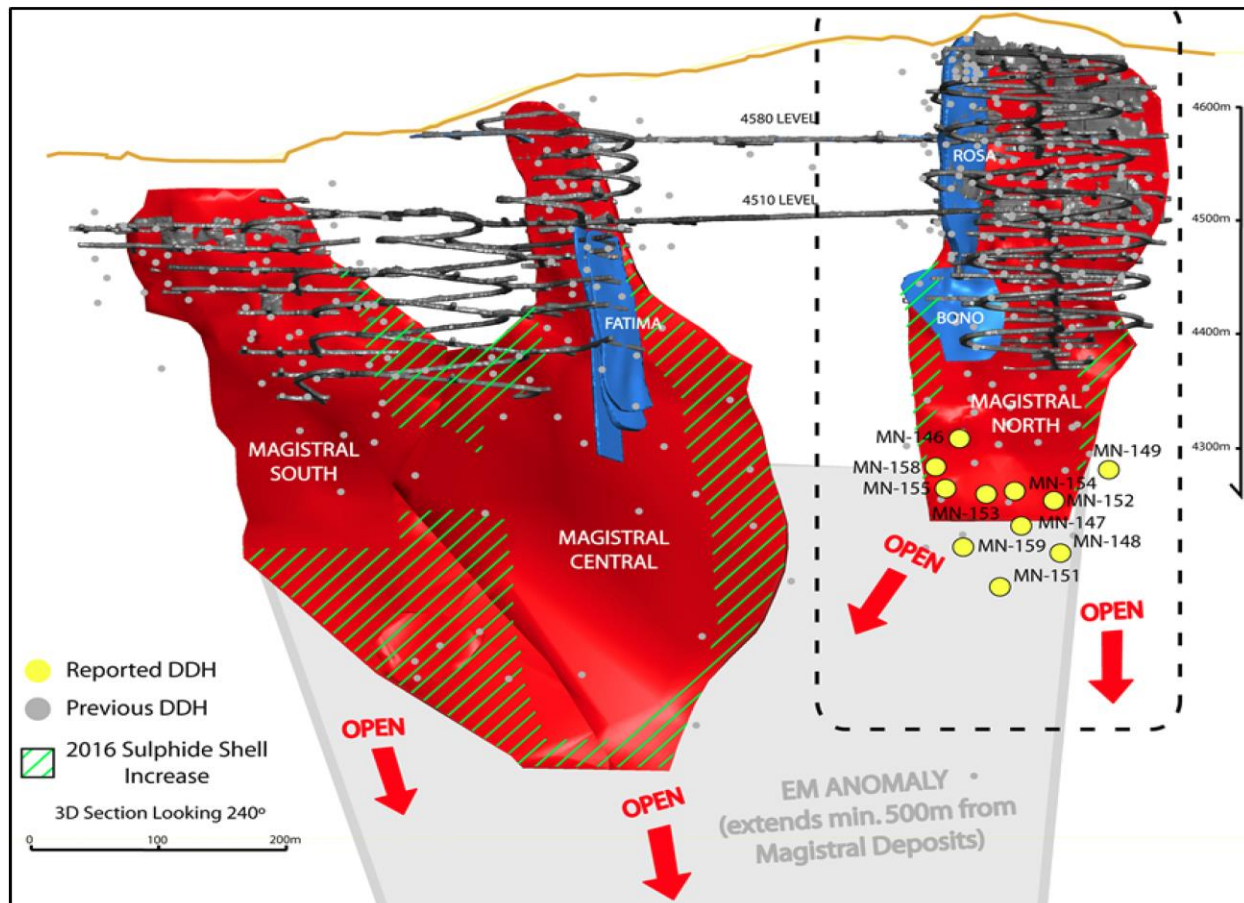 4600m
4580 LEVEL
ROSA
4510 LEVEL
4500m
FATIMA
BONO
4400m
MAGISTRAL
NORTH
MAGISTRAL
SOUTH
MN-146
MN-149
4300m
MN-158
MN-155
MN-154
MN-152
MN-153
MN-147
MAGISTRAL
CENTRAL
MN-159
MN-148
OPEN
MN-151
OPEN
Reported DDH
Previous DDH
2016 Sulphide Shell
Increase
3D Section Looking 240º
0 100 200m
OPEN
OPEN
EM ANOMALY
(extends min. 500m from
Magistral Deposits)